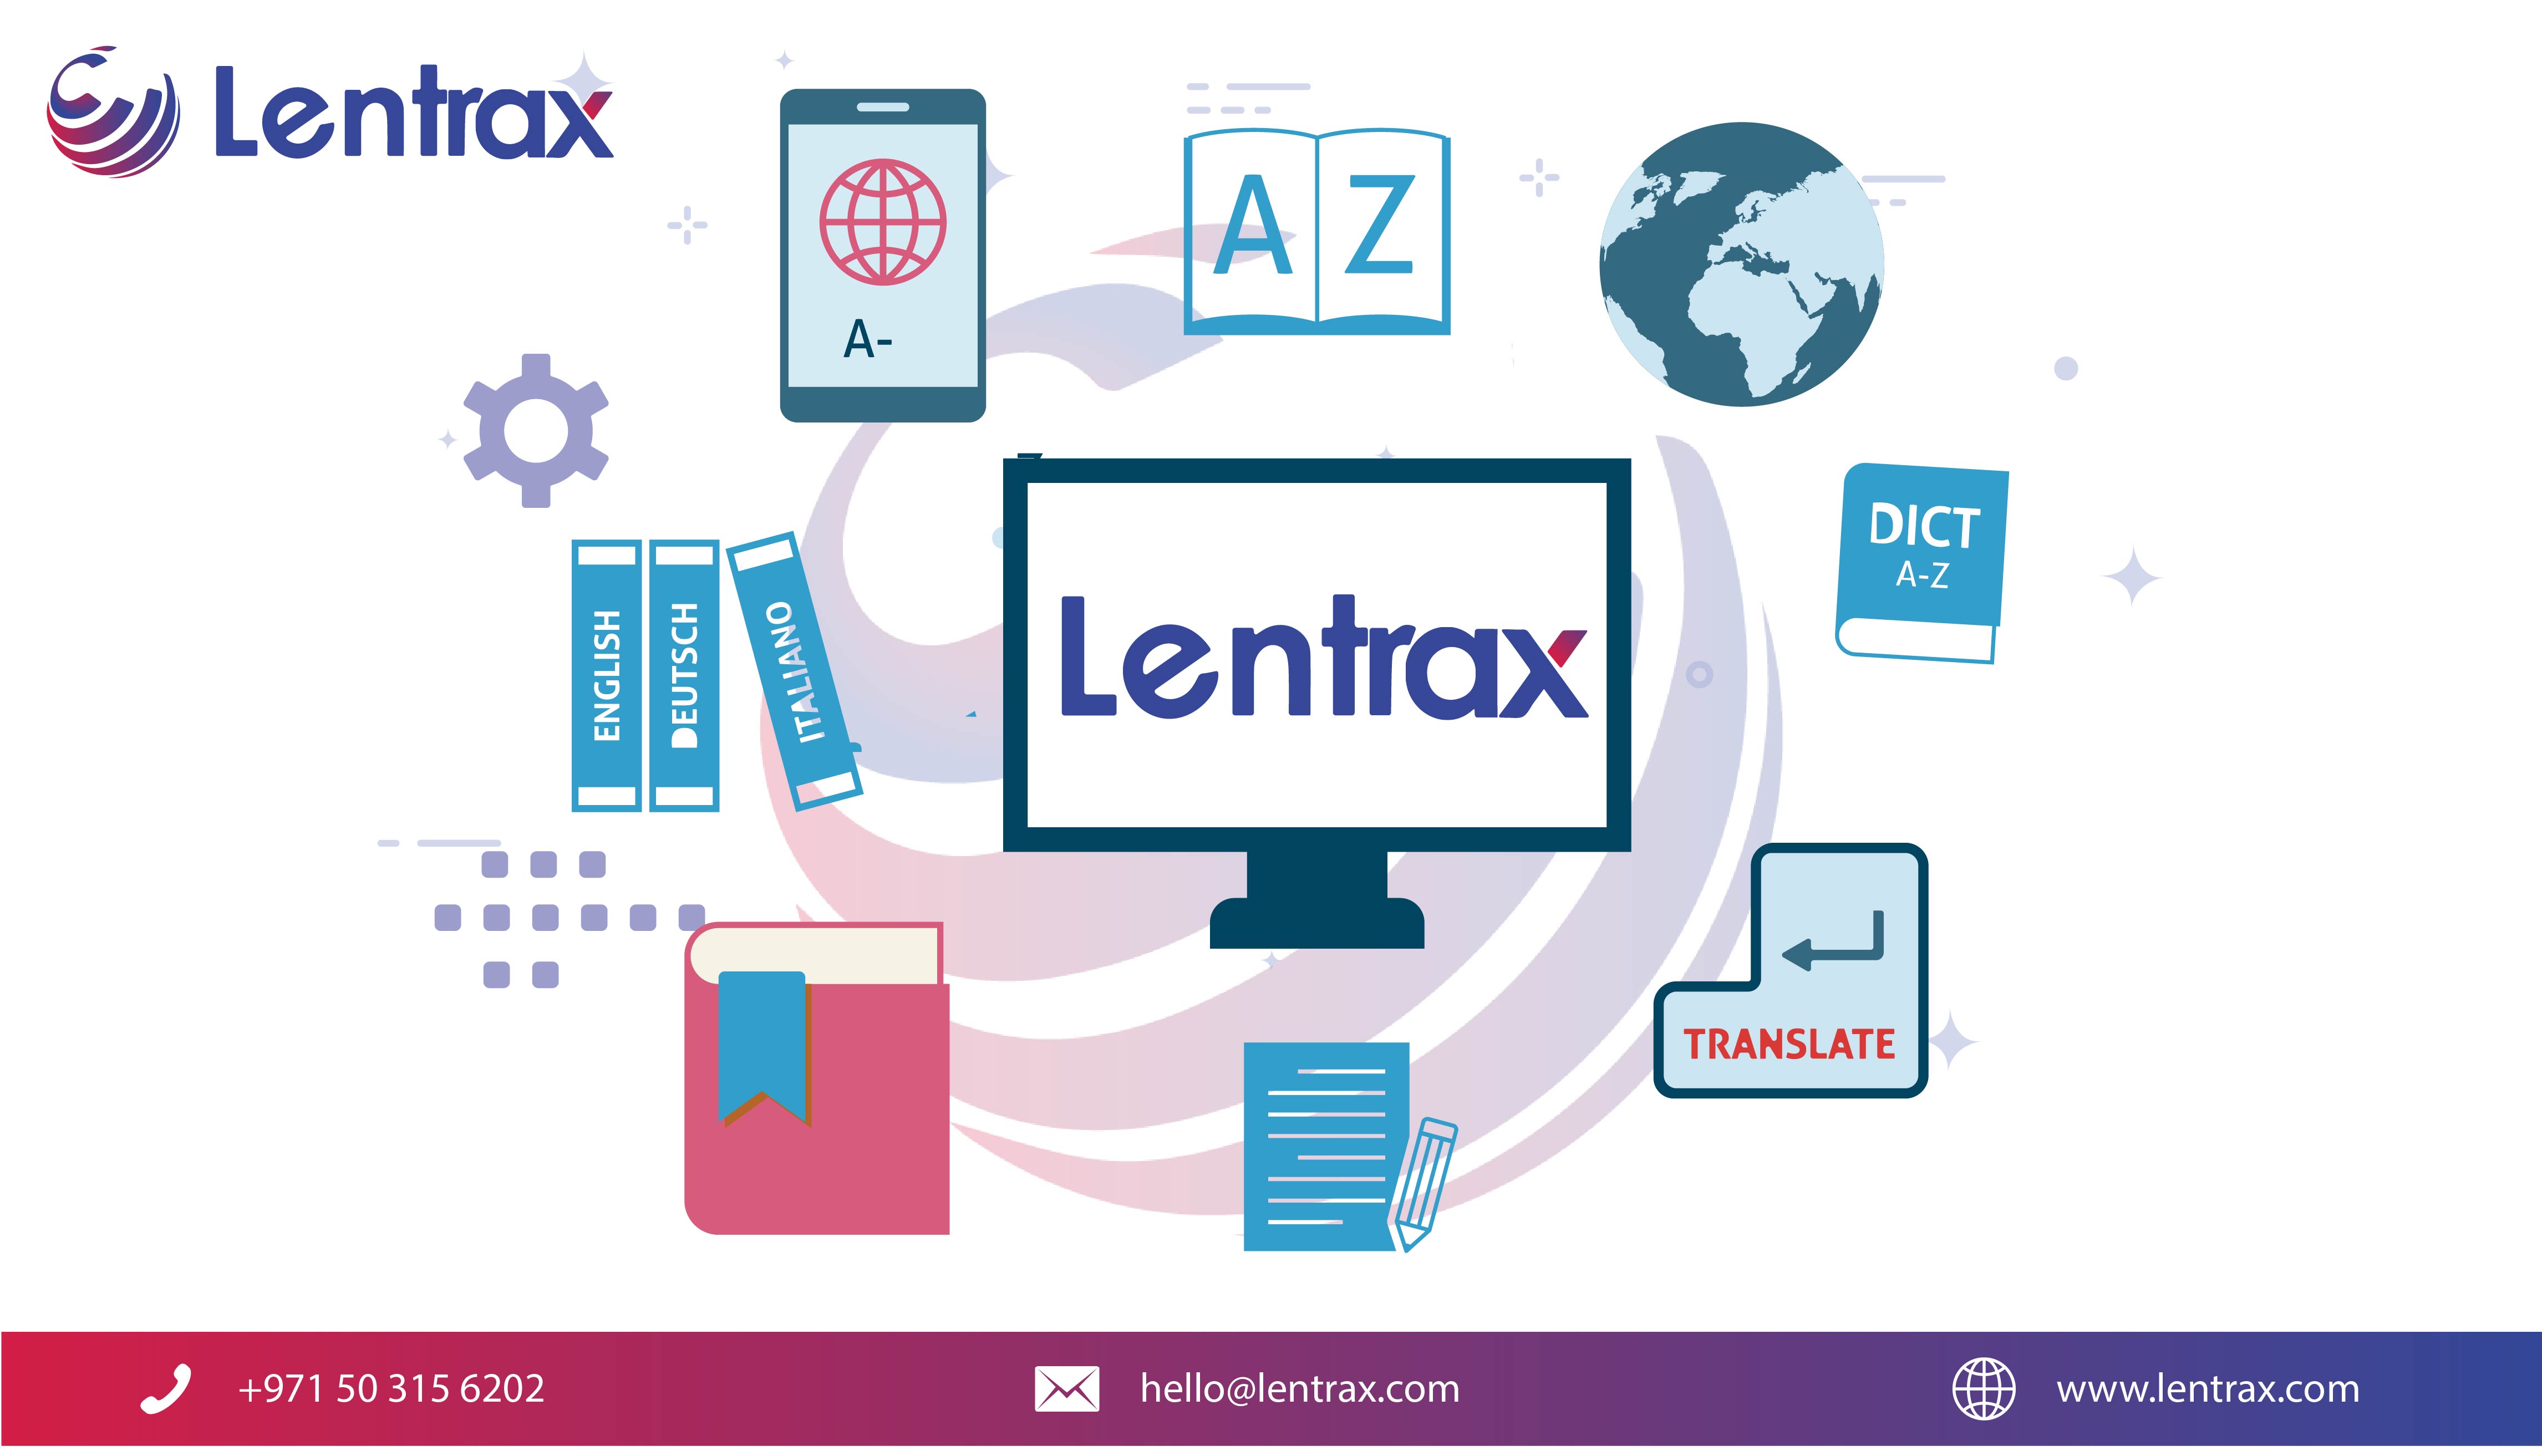 Lentrax
A-
A Z
DICT
A-Z
ENGLISH
DEUTSCH
ITALIANO
Lentrax
TRANSLATE
+971 50 315 6202
hello@lentrax.com
www.lentrax.com